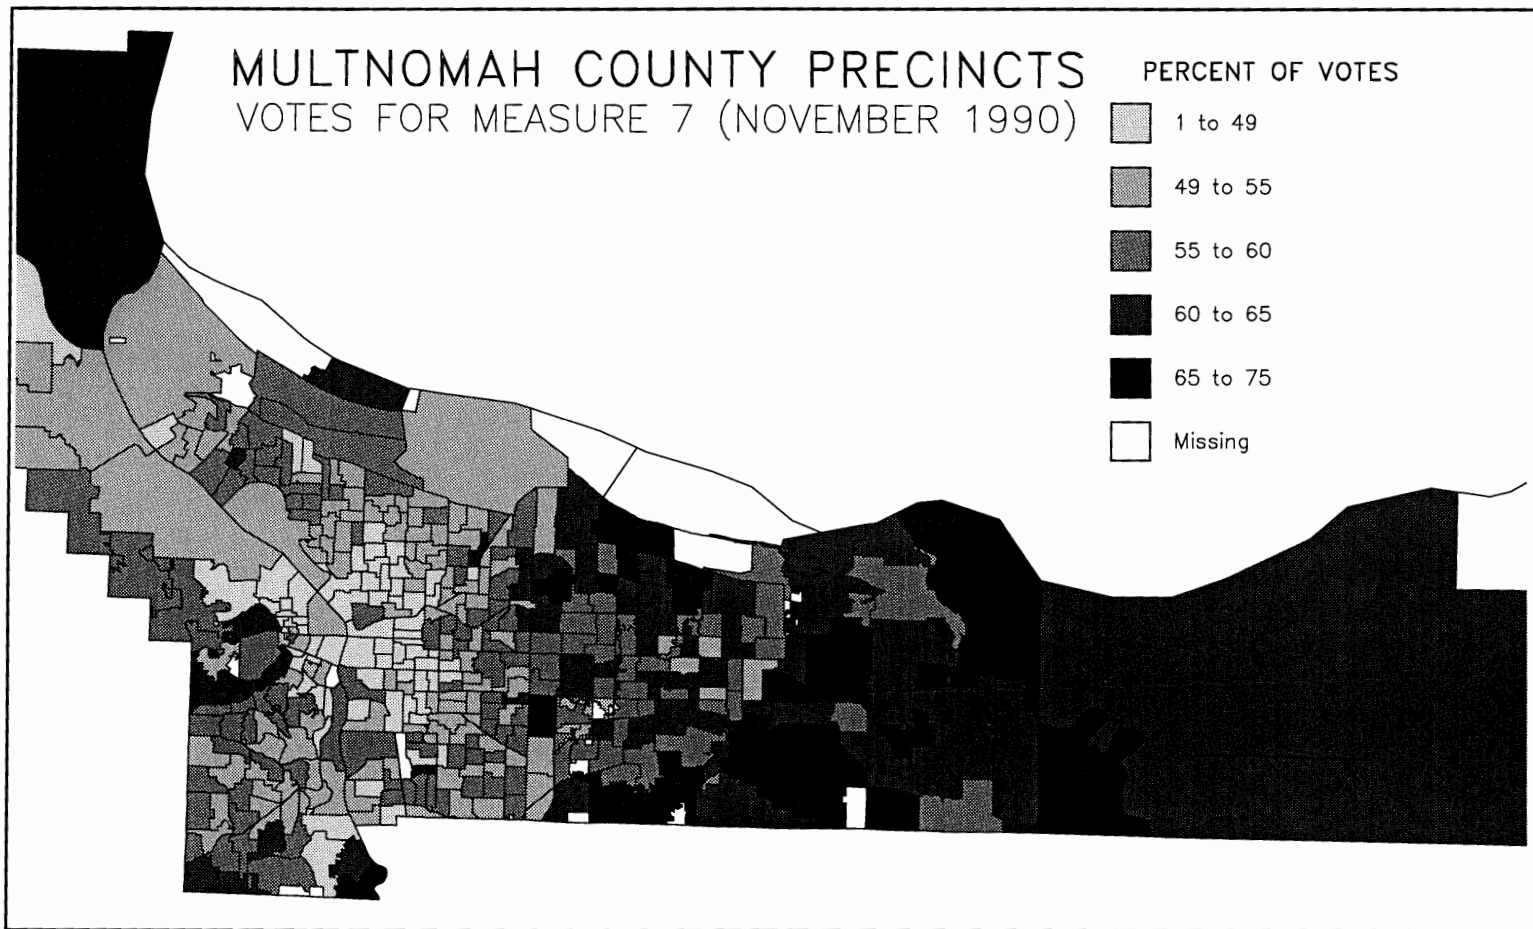 MULTNOMAH COUNTY PRECINCTS
VOTES FOR MEASURE 7 (NOVEMBER 1990)
PERCENT OF VOTES
1 to 49
49 to 55
55 to 60
60 to 65
65 to 75
Missing